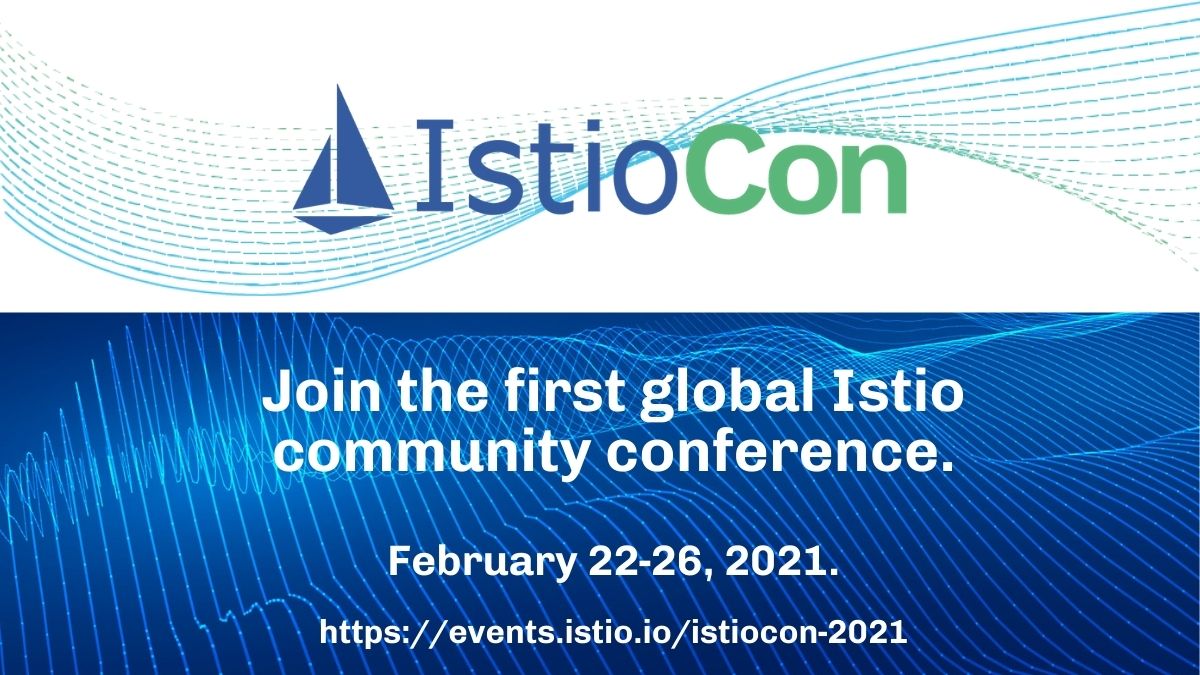 IstioCon
Join the first global Istio
community conference.
February 22-26, 2021.
https://events.istio.io/istiocon-2021